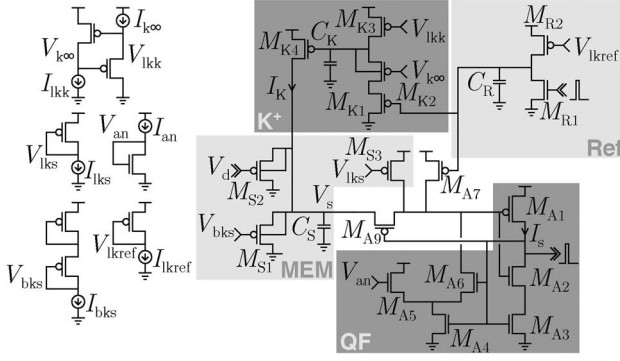 I_k∞
V_k∞
V_lkk
I_lkk
V_an
I_an
V_lks
I_lks
V_lkref
V_bks
I_lkref
I_bks
M_K3
C_K
V_lkk
M_K4
V_k∞
I_K
M_K1
M_K2
K+
M_R2
V_lkref
C_R
M_R1
Ref
V_d
M_S2
M_S3
V_lks
V_s
M_A7
V_bks
C_S
M_S1
MEM
M_A9
M_A1
I_s
V_an
M_A6
M_A2
M_A5
M_A4
M_A3
QF